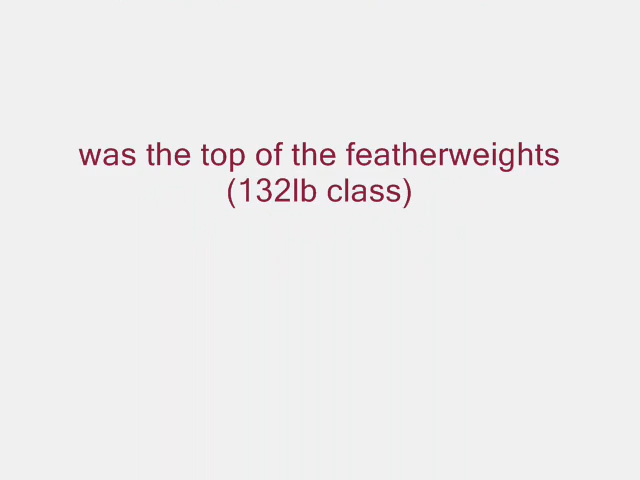 was the top of the featherweights
(132lb class)